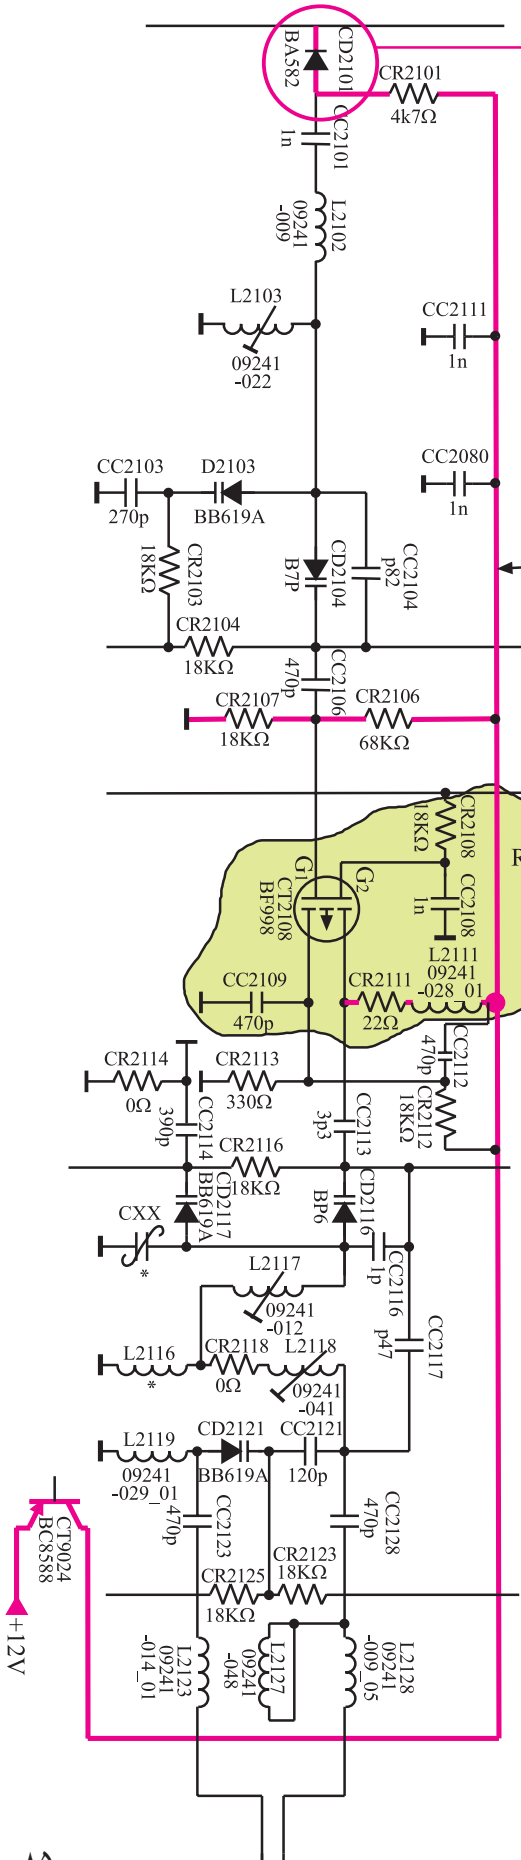 CD2101
BA582
CR2101
4k7Ω
CC2101
1n
L2102
09241
-009
L2103
09241
-022
CC2111
1n
CC2103
270p
D2103
BB619A
CC2080
1n
CR2103
18KΩ
CD2104
B7P
CC2104
p82
CR2104
18KΩ
CC2106
470p
CR2107
18KΩ
CR2106
68KΩ
CR2108
18KΩ
R
G1
G2
CT2108
BF998
CC2108
1n
L2111
09241
-028_01
CC2109
470p
CR2111
22Ω
CC2112
470p
CR2114
0Ω
CR2113
330Ω
CR2112
18KΩ
CC2114
390p
CC2113
3p3
CR2116
18KΩ
CD2117
BB619A
CD2116
BP6
CXX
*
CC2116
1p
L2117
09241
-012
CC2117
p47
L2116
*
CR2118
0Ω
L2118
09241
-041
L2119
09241
-029_01
CD2121
BB619A
CC2121
120p
CT9024
BC8588
CC2123
470p
CC2128
470p
CR2125
18KΩ
CR2123
18KΩ
+12V
L2123
09241
-014_01
L2127
09241
-048
L2128
09241
-009_05